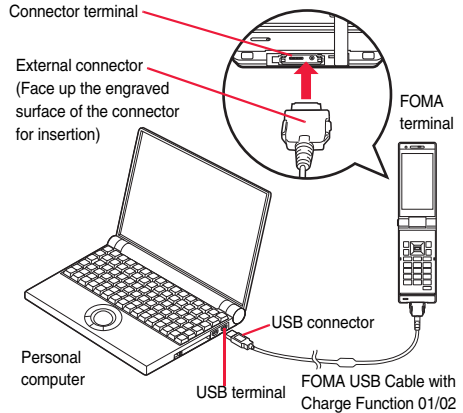 Connector terminal
External connector
(Face up the engraved
surface of the connector
for insertion)
FOMA
terminal
USB connector
Personal
computer
USB terminal
FOMA USB Cable with
Charge Function 01/02